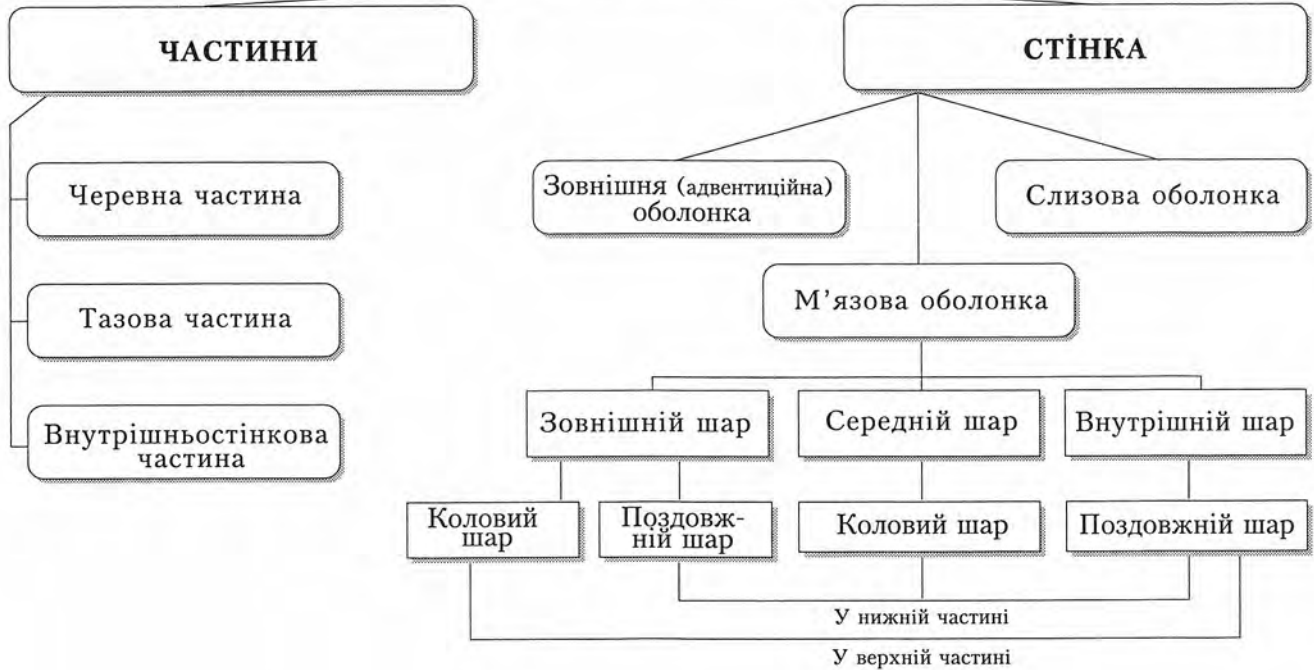 ЧАСТИНИ
СТІНКА
Черевна частина
Тазова частина
Внутрішньостінкова
частина
Зовнішня (адвентиційна)
оболонка
Слизова оболонка
М’язова оболонка
Зовнішній шар
Середній шар
Внутрішній шар
Коловий
шар
Поздовж-
ній шар
Коловий шар
Поздовжній шар
У нижній частині
У верхній частині